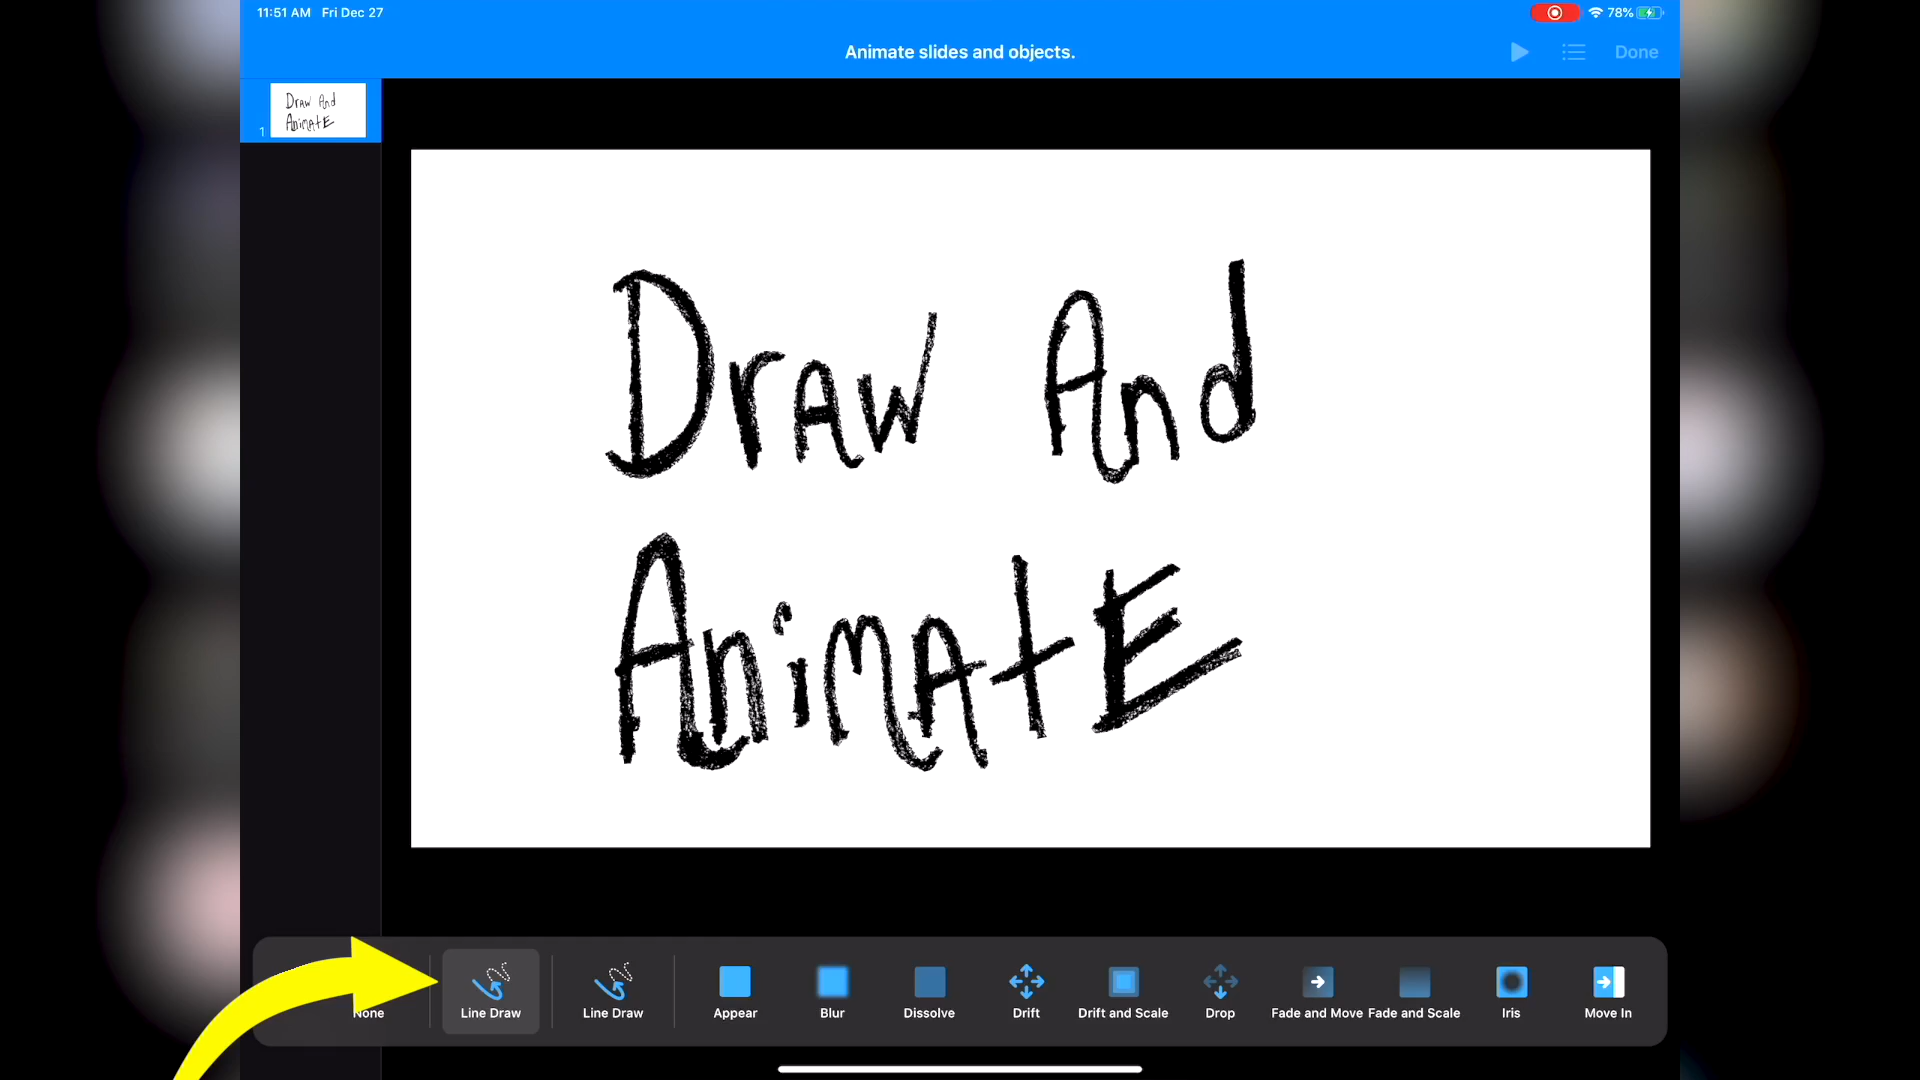 11:51 AM Fri Dec 27
78%
Animate slides and objects.
Done
Draw And
AnimatE
1
Draw And
AnimatE
None
Line Draw
Line Draw
Appear
Blur
Dissolve
Drift
Drift and Scale
Drop
Fade and Move
Fade and Scale
Iris
Move In